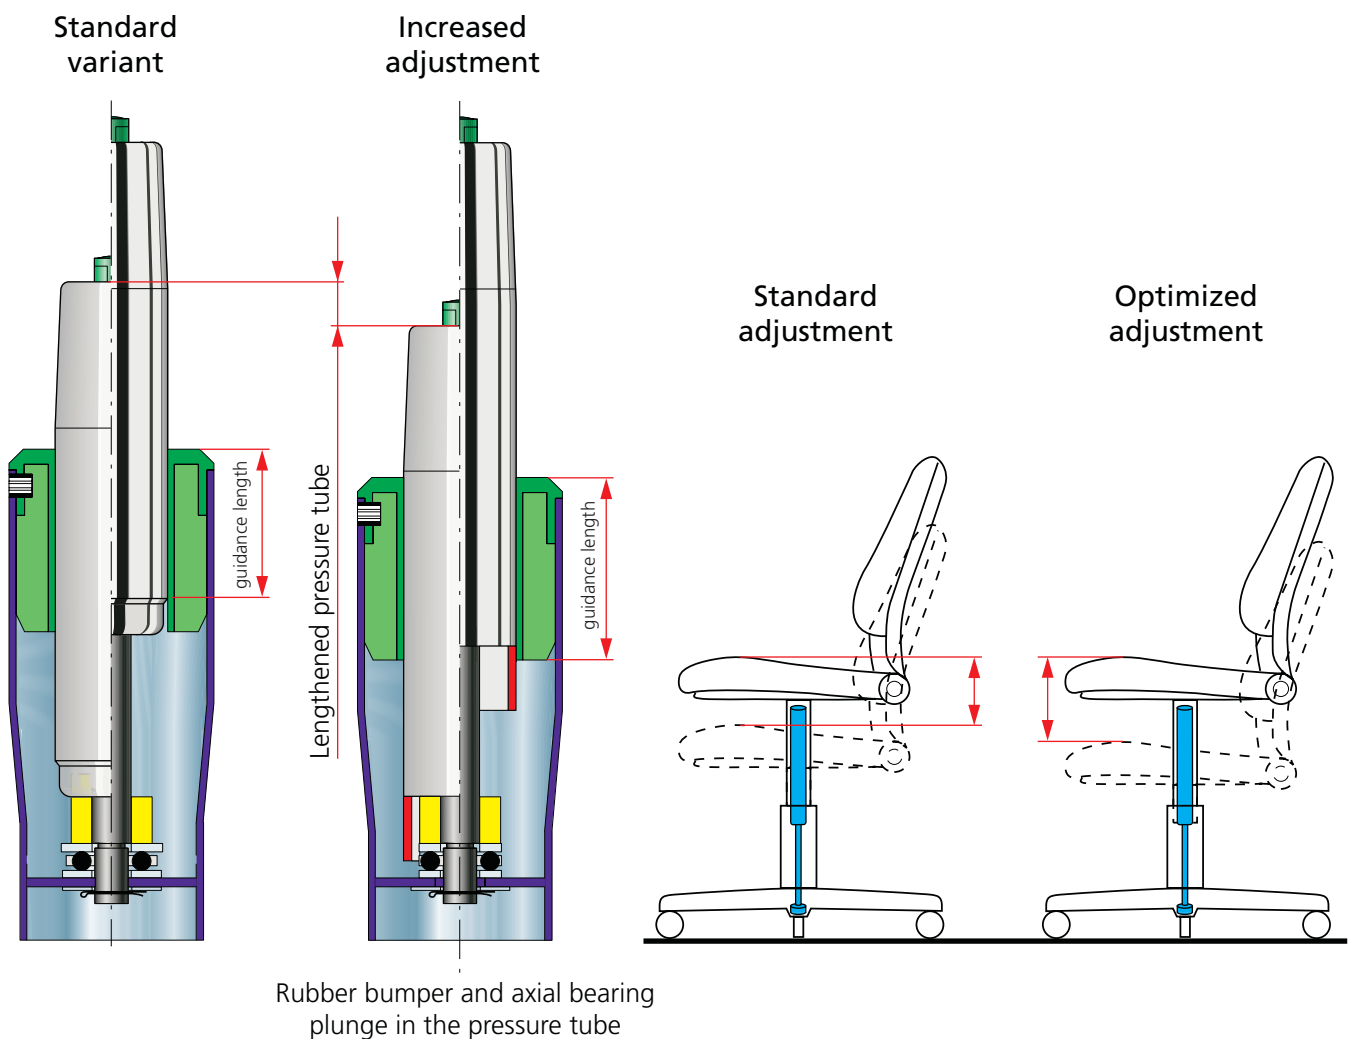 Standard
variant
Increased
adjustment
guidance length
Lengthened pressure tube
guidance length
Standard
adjustment
Optimized
adjustment
Rubber bumper and axial bearing
plunge in the pressure tube